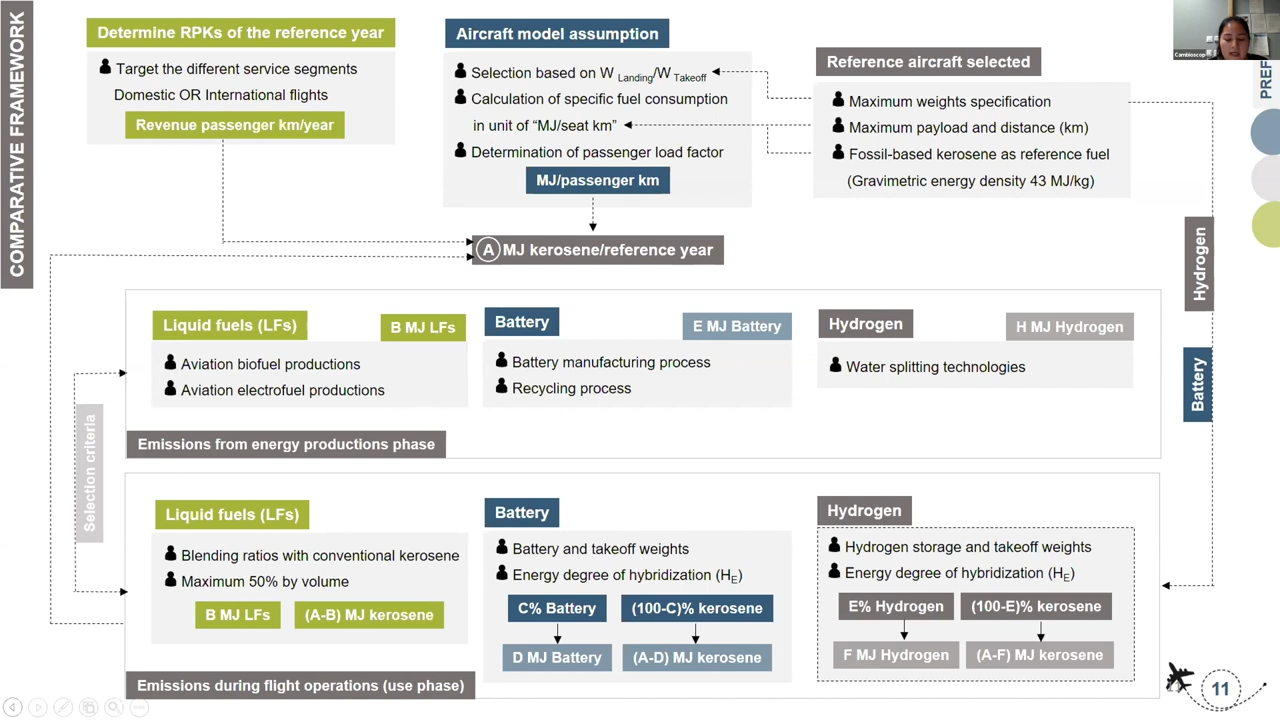 COMPARATIVE FRAMEWORK
Determine RPKs of the reference year
Target the different service segments
Domestic OR International flights
Revenue passenger km/year
Aircraft model assumption
Selection based on W Landing/W Takeoff
Calculation of specific fuel consumption
in unit of “MJ/seat km”
Determination of passenger load factor
MJ/passenger km
Reference aircraft selected
Maximum weights specification
Maximum payload and distance (km)
Fossil-based kerosene as reference fuel
(Gravimetric energy density 43 MJ/kg)
Cambioscop
PREF
A MJ kerosene/reference year
Hydrogen
Battery
Selection criteria
Liquid fuels (LFs)
B MJ LFs
Aviation biofuel productions
Aviation electrofuel productions
Battery
E MJ Battery
Battery manufacturing process
Recycling process
Hydrogen
H MJ Hydrogen
Water splitting technologies
Emissions from energy productions phase
Liquid fuels (LFs)
Blending ratios with conventional kerosene
Maximum 50% by volume
B MJ LFs
(A-B) MJ kerosene
Battery
Battery and takeoff weights
Energy degree of hybridization (HE)
C% Battery
(100-C)% kerosene
D MJ Battery
(A-D) MJ kerosene
Hydrogen
Hydrogen storage and takeoff weights
Energy degree of hybridization (HE)
E% Hydrogen
(100-E)% kerosene
F MJ Hydrogen
(A-F) MJ kerosene
Emissions during flight operations (use phase)
11